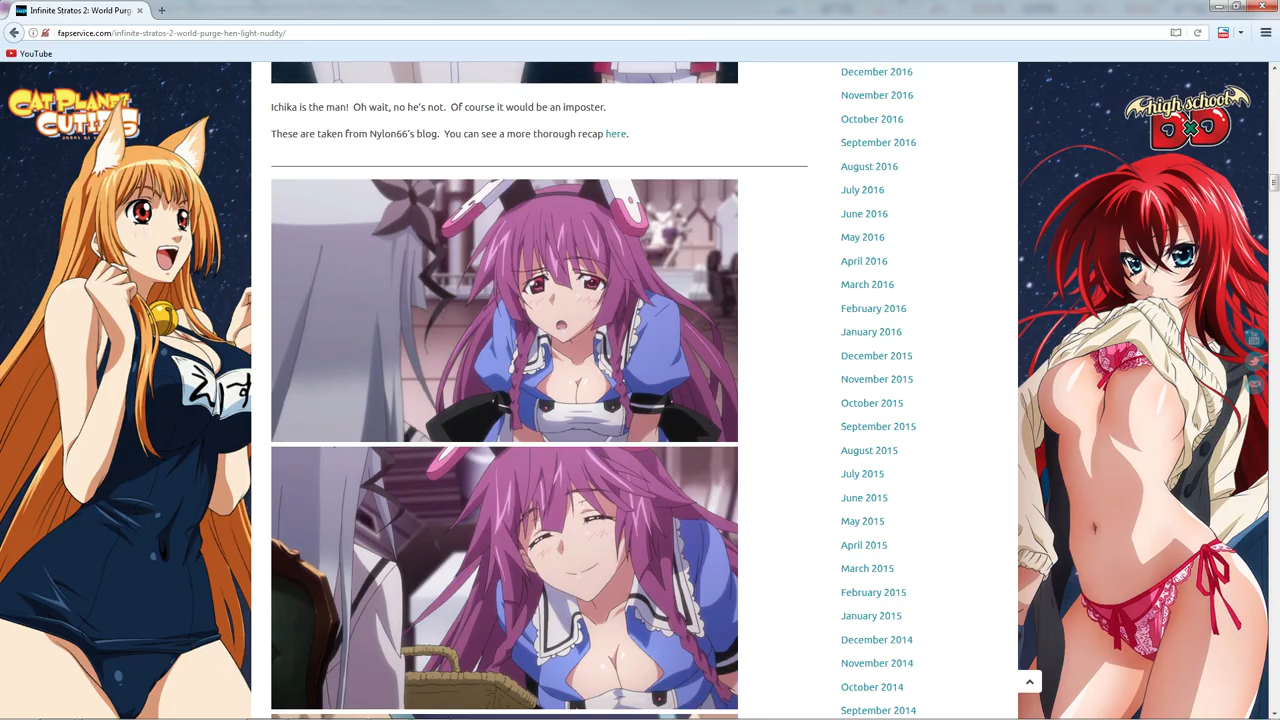 Infinite Stratos 2: World Purg
fapservice.com/infinite-stratos-2-world-purge-hen-light-nudity/
YouTube
CAT PLANET
CUTIES
high school
DXD
えす
Ichika is the man! Oh wait, no he's not. Of course it would be an imposter.
These are taken from Nylon66's blog. You can see a more thorough recap here.
December 2016
November 2016
October 2016
September 2016
August 2016
July 2016
June 2016
May 2016
April 2016
March 2016
February 2016
January 2016
December 2015
November 2015
October 2015
September 2015
August 2015
July 2015
June 2015
May 2015
April 2015
March 2015
February 2015
January 2015
December 2014
November 2014
October 2014
September 2014